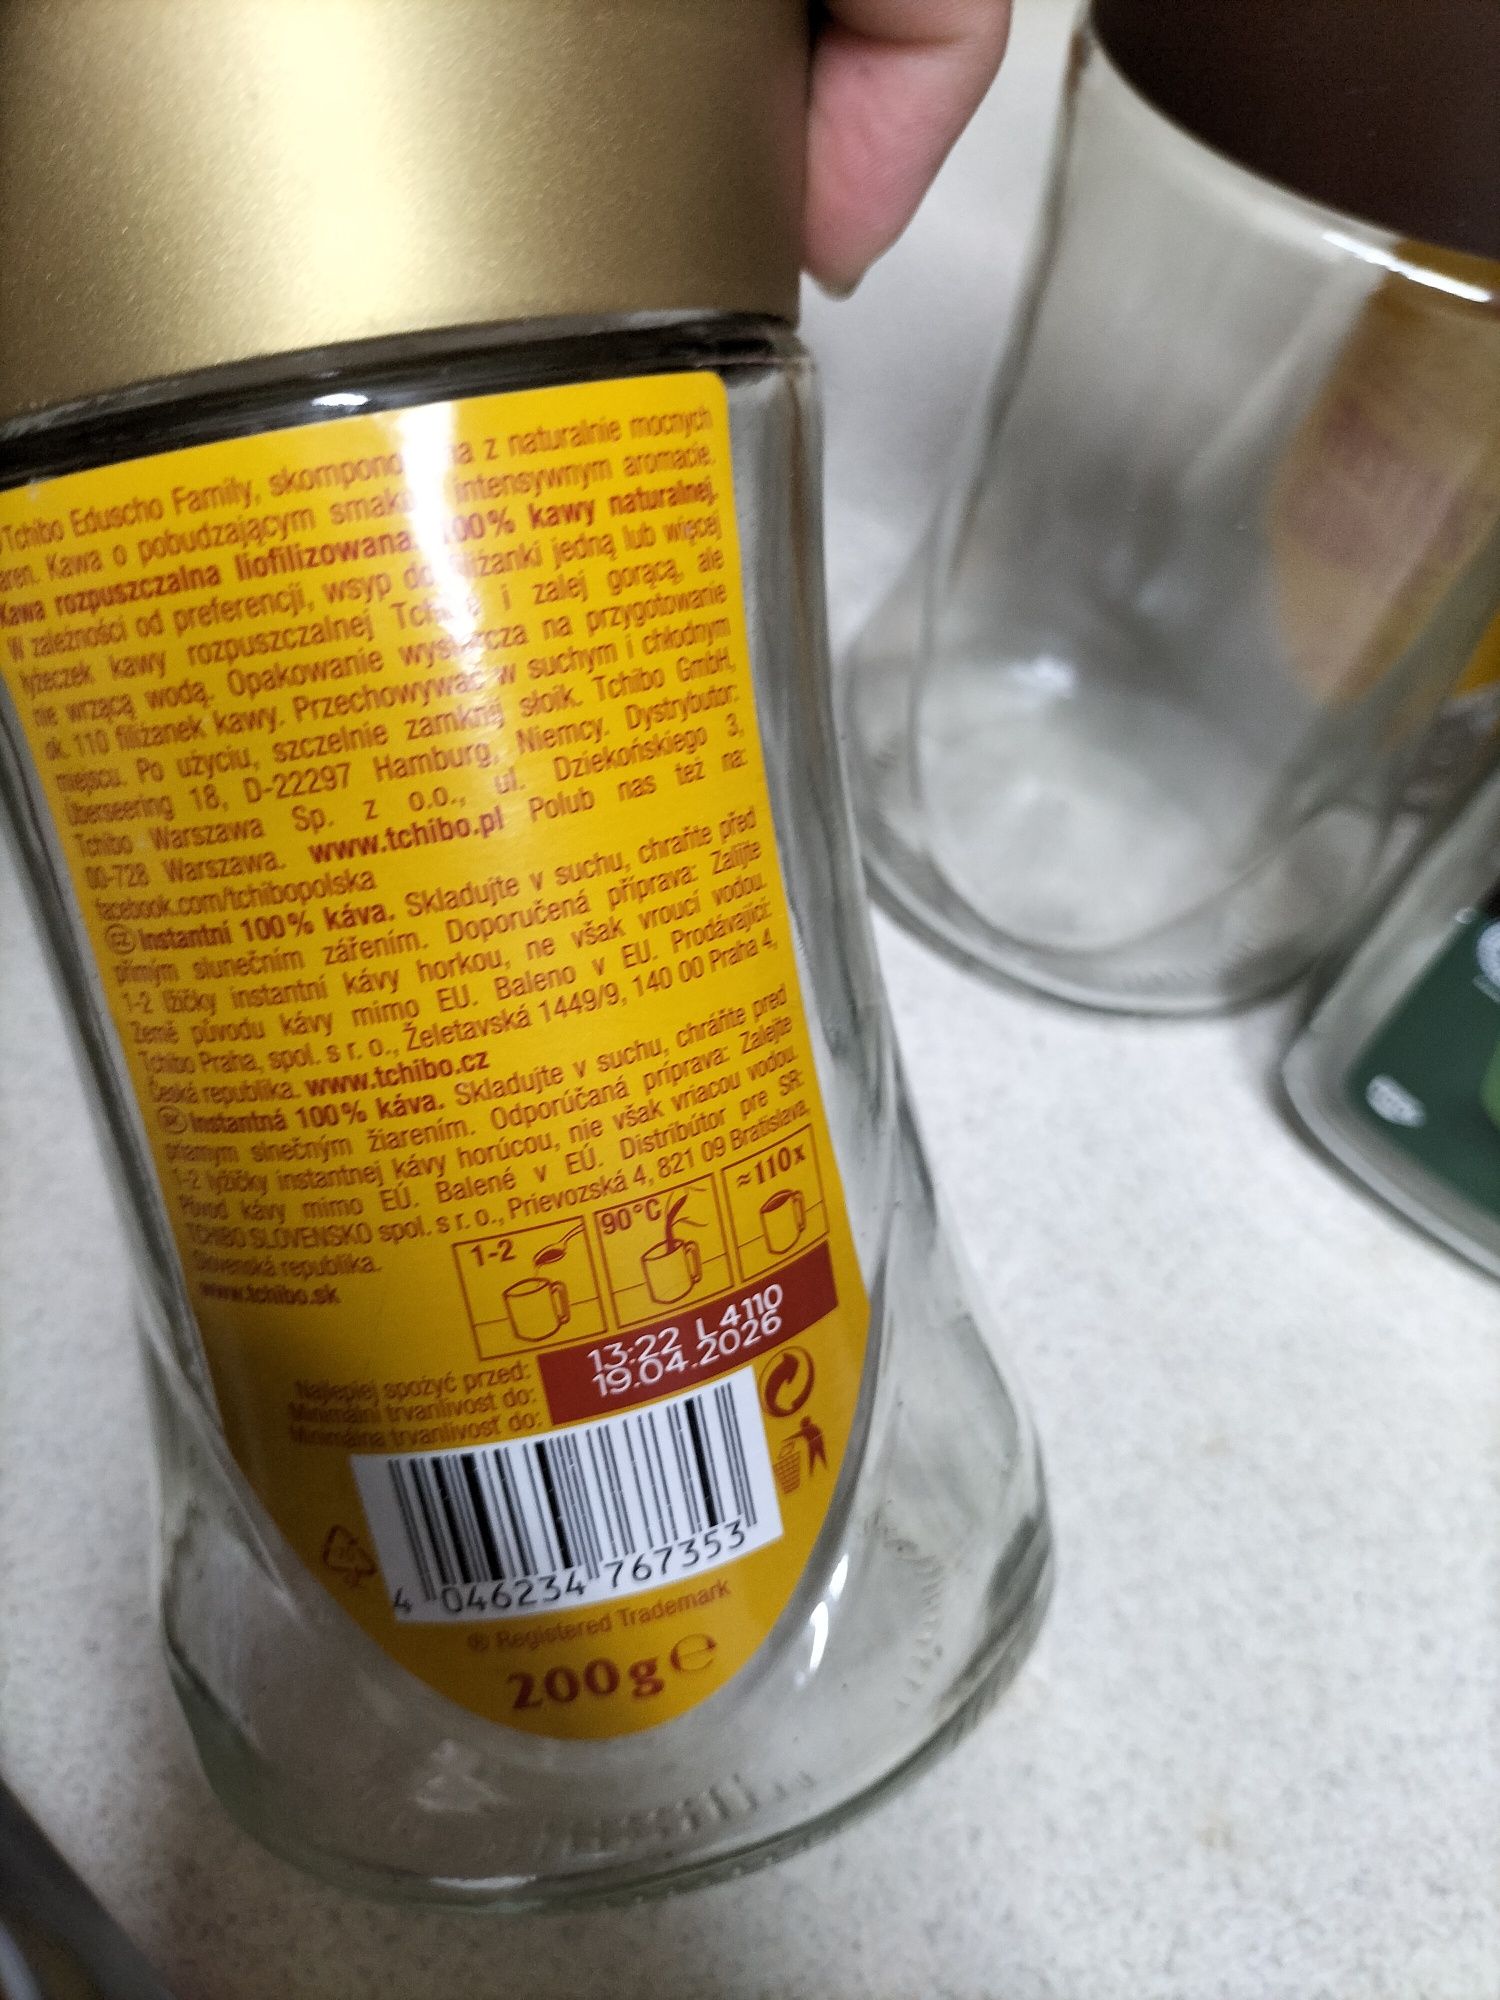 Tchibo Eduscho Family, z naturalnie mocnych
Kawa o pobudzającym intensywnym aromacie.
Kawa rozpuszczalna liofilizowana. 100% kawy naturalnej.
W zależności od preferencji, wsyp do filiżanki jedną lub więcej
łyżeczek kawy rozpuszczalnej i zalej gorącą, ale
nie wrzącą wodą. Opakowanie wystarcza na przygotowanie
ok. 110 filiżanek kawy. Przechowywać w suchym i chłodnym
miejscu. Po użyciu, szczelnie zamknij słoik. Tchibo GmbH,
Überseering 18, D-22297 Hamburg, Niemcy. Dystrybutor:
Tchibo Warszawa Sp. z o.o., ul. Dziekońskiego 3,
00-728 Warszawa. www.tchibo.pl Polub nas też na:
facebook.com/tchibopolska
CZ Instantní 100% káva. Skladujte v suchu, chraňte před
přímým slunečním zářením. Doporučená příprava: Zalijte
1-2 lžičky instantní kávy horkou, ne však vroucí vodou.
Země původu kávy mimo EU. Baleno v EU. Prodávající:
Tchibo Praha, spol. s r. o., Želetavská 1449/9, 140 00 Praha 4,
Česká republika. www.tchibo.cz
Instantná 100% káva. Skladujte v suchu, chráňte pred
priamym slnečným žiarením. Odporúčaná príprava: Zalejte
1-2 lyžičky instantnej kávy horúcou, nie však vriacou vodou.
Pôvod kávy mimo EÚ. Balené v EÚ. Distribútor pre SR:
TCHIBO SLOVENSKO spol. s r. o., Prievozská 4, 821 09 Bratislava,
Slovenská republika.
www.tchibo.sk
1-2 90°C ≈110x
13:22 L4110
19.04.2026
Najlepiej spożyć przed:
Minimální trvanlivost do:
Minimálna trvanlivosť do:
4 046234 767353
® Registered Trademark
200g e